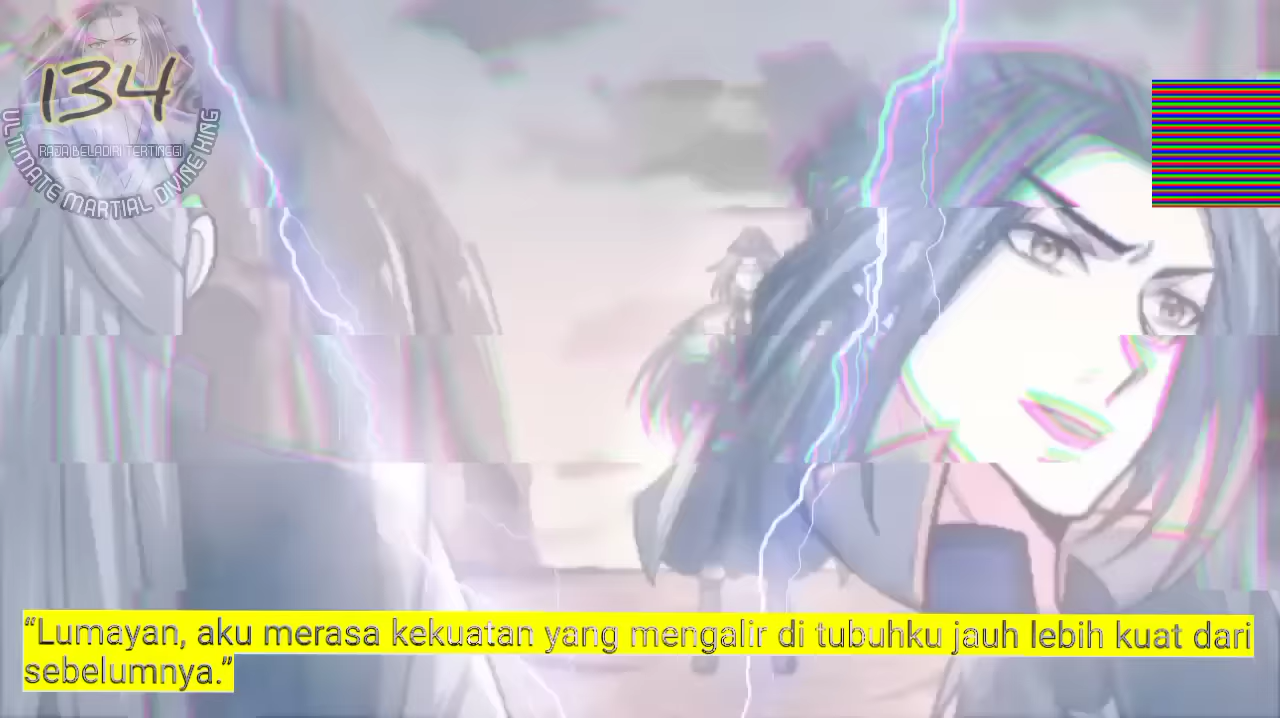 134
RAJA BELADIRI TERTINGGI
ULTIMATE MARTIAL DIVINE KING
“Lumayan, aku merasa kekuatan yang mengalir di tubuhku jauh lebih kuat dari
sebelumnya.”